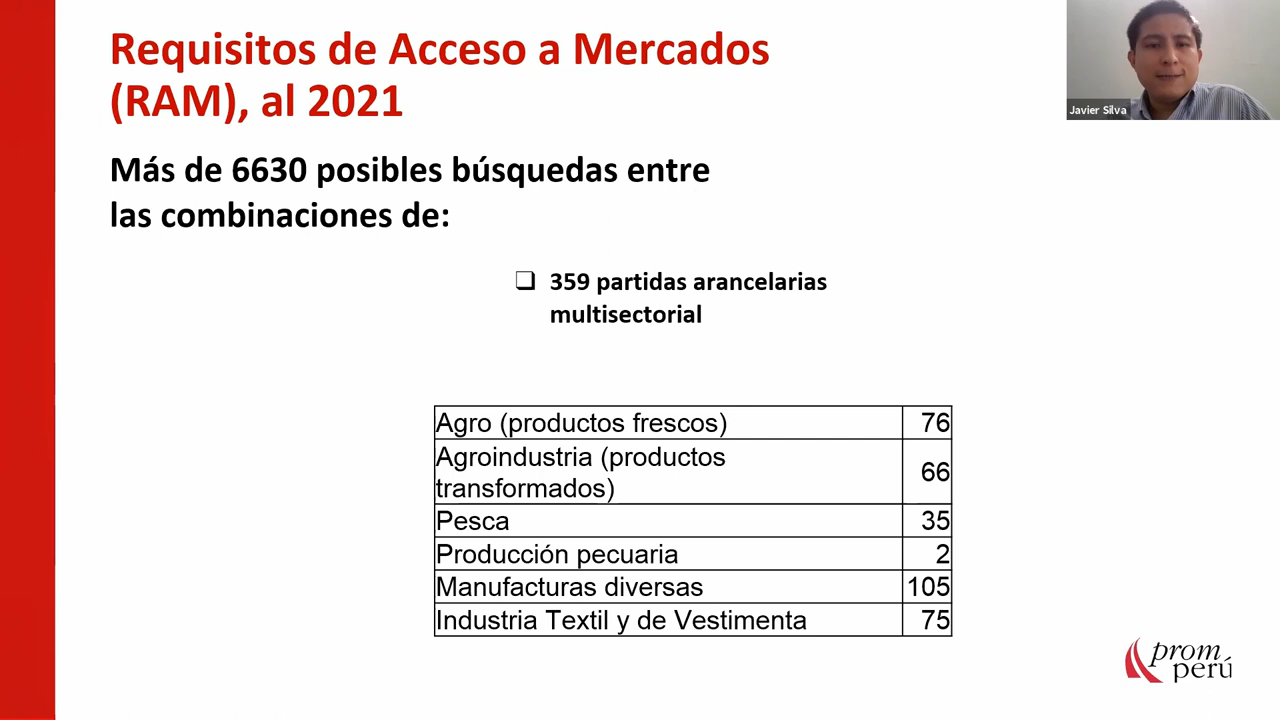 Requisitos de Acceso a Mercados
(RAM), al 2021
Javier Silva
Más de 6630 posibles búsquedas entre
las combinaciones de:
❑ 359 partidas arancelarias
multisectorial
Agro (productos frescos) 76
Agroindustria (productos
transformados) 66
Pesca 35
Producción pecuaria 2
Manufacturas diversas 105
Industria Textil y de Vestimenta 75
prom
perú